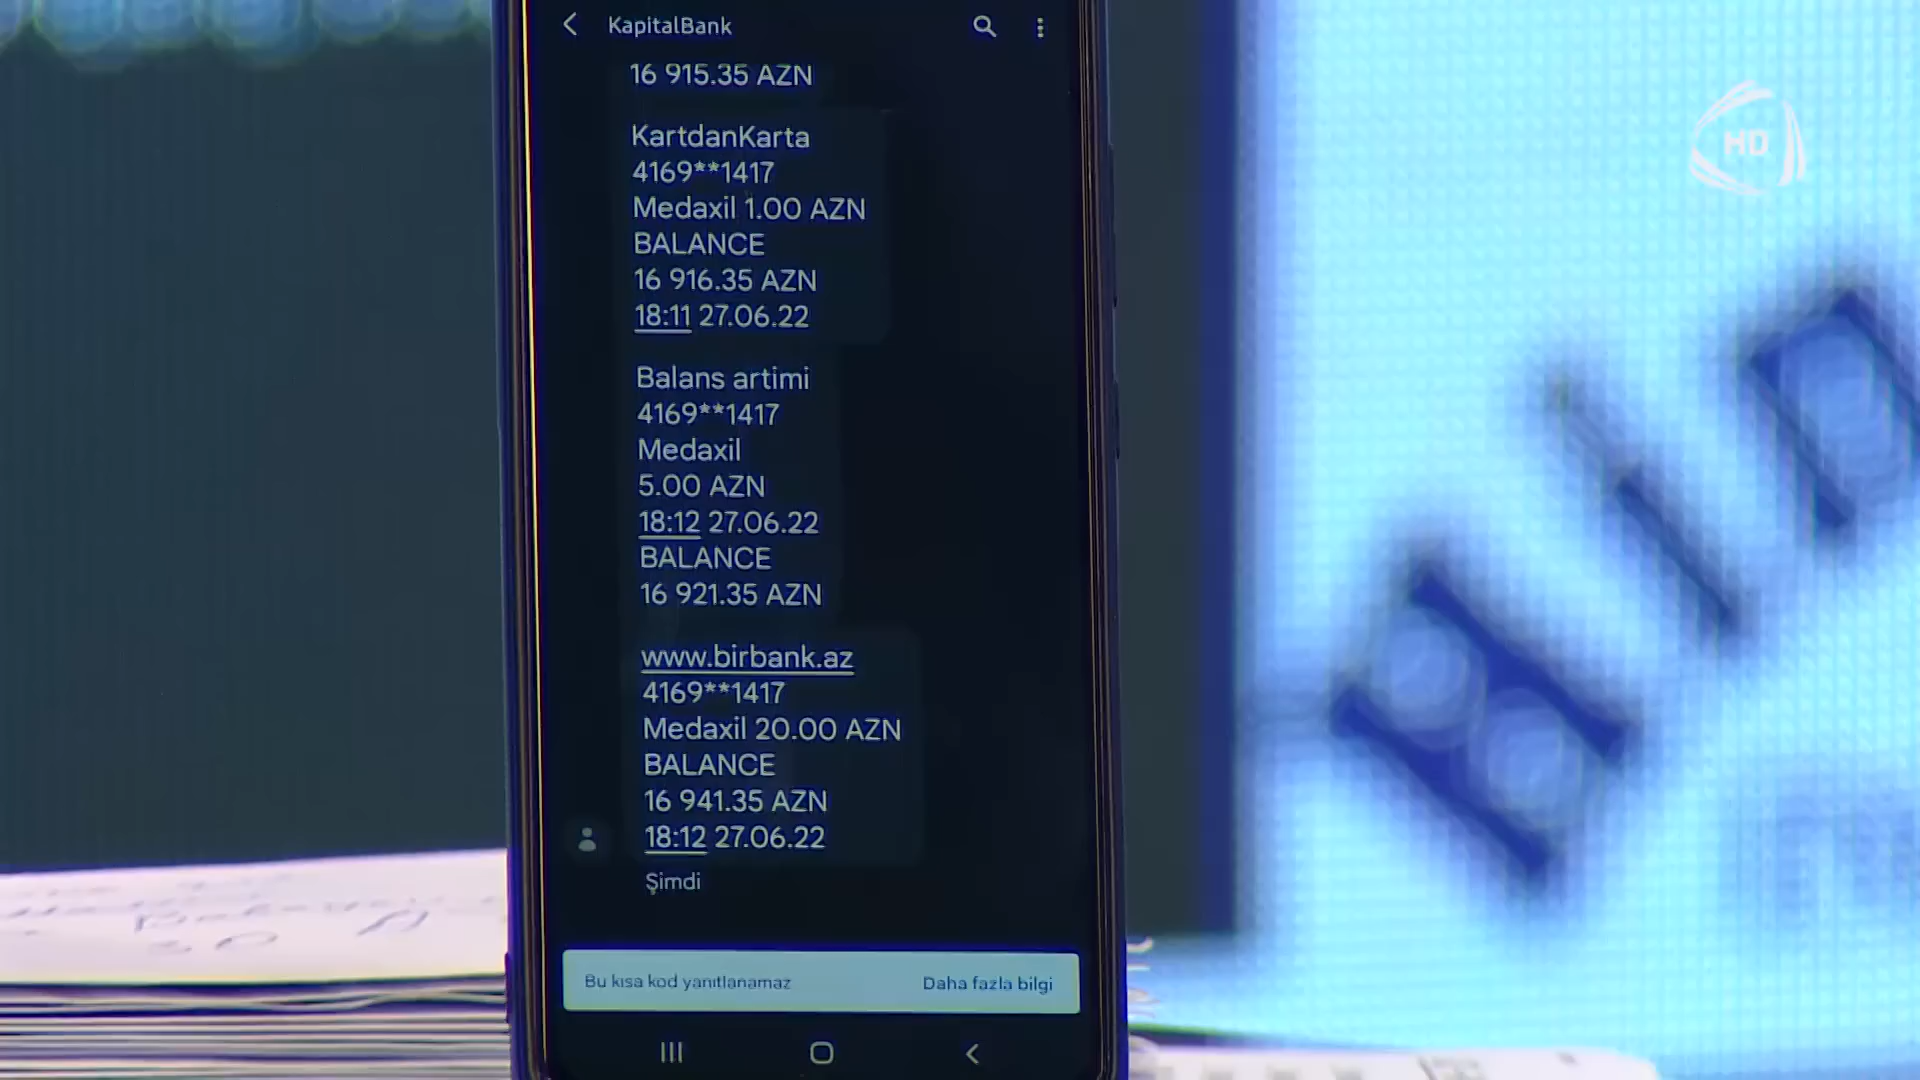 KapitalBank
16 915.35 AZN
KartdanKarta
4169**1417
Medaxil 1.00 AZN
BALANCE
16 916.35 AZN
18:11 27.06.22
Balans artimi
4169**1417
Medaxil
5.00 AZN
18:12 27.06.22
BALANCE
16 921.35 AZN
www.birbank.az
4169**1417
Medaxil 20.00 AZN
BALANCE
16 941.35 AZN
18:12 27.06.22
Şimdi
Bu kısa kod yanıtlanamaz
Daha fazla bilgi
HD